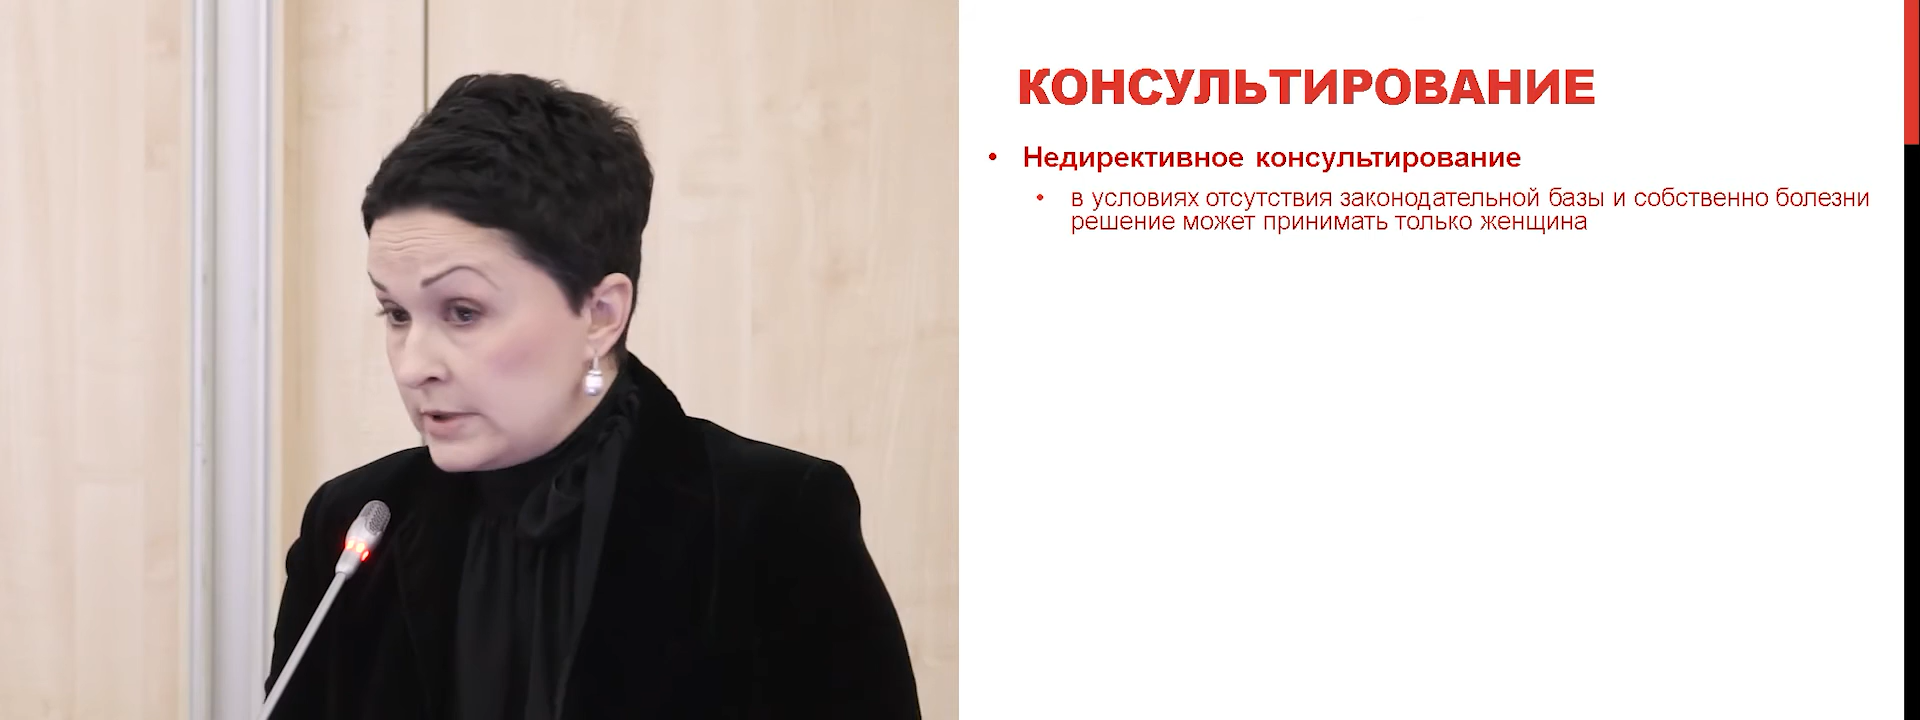 КОНСУЛЬТИРОВАНИЕ
• Недирективное консультирование
• в условиях отсутствия законодательной базы и собственно болезни
решение может принимать только женщина